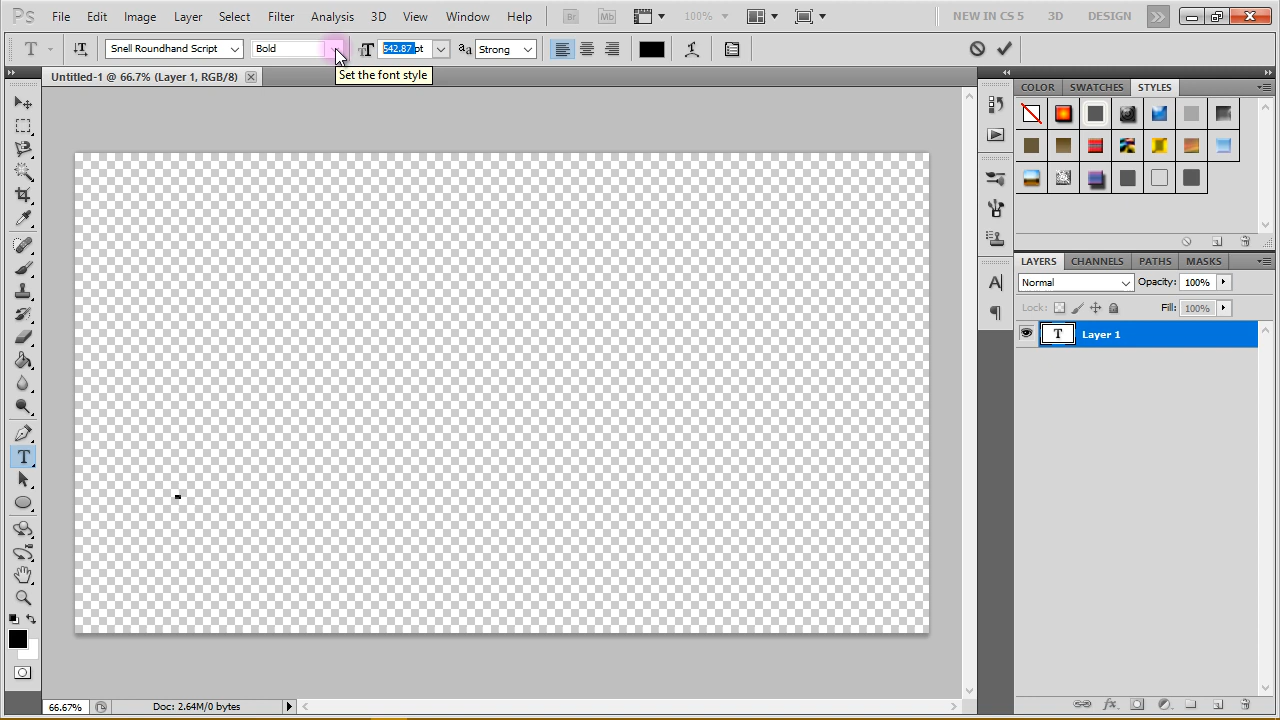 Ps File Edit Image Layer Select Filter Analysis 3D View Window Help Br Mb 100% NEW IN CS 5 3D DESIGN
T Snell Roundhand Script Bold 542.87 pt Strong
Set the font style
Untitled-1 @ 66.7% (Layer 1, RGB/8)
COLOR SWATCHES STYLES
LAYERS CHANNELS PATHS MASKS
Normal Opacity: 100%
Lock: Fill: 100%
T Layer 1
66.67% Doc: 2.64M/0 bytes